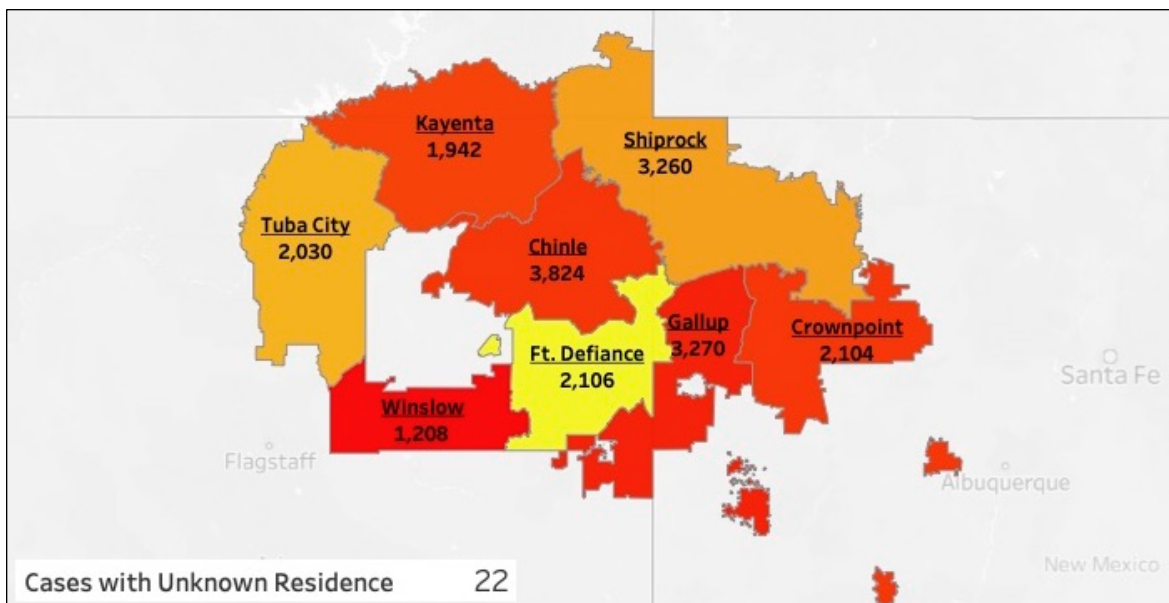 Kayenta
1,942
Shiprock
3,260
Tuba City
2,030
Chinle
3,824
Gallup
3,270
Crownpoint
2,104
Ft. Defiance
2,106
Santa Fe
Winslow
1,208
Flagstaff
Albuquerque
New Mexico
Cases with Unknown Residence 22